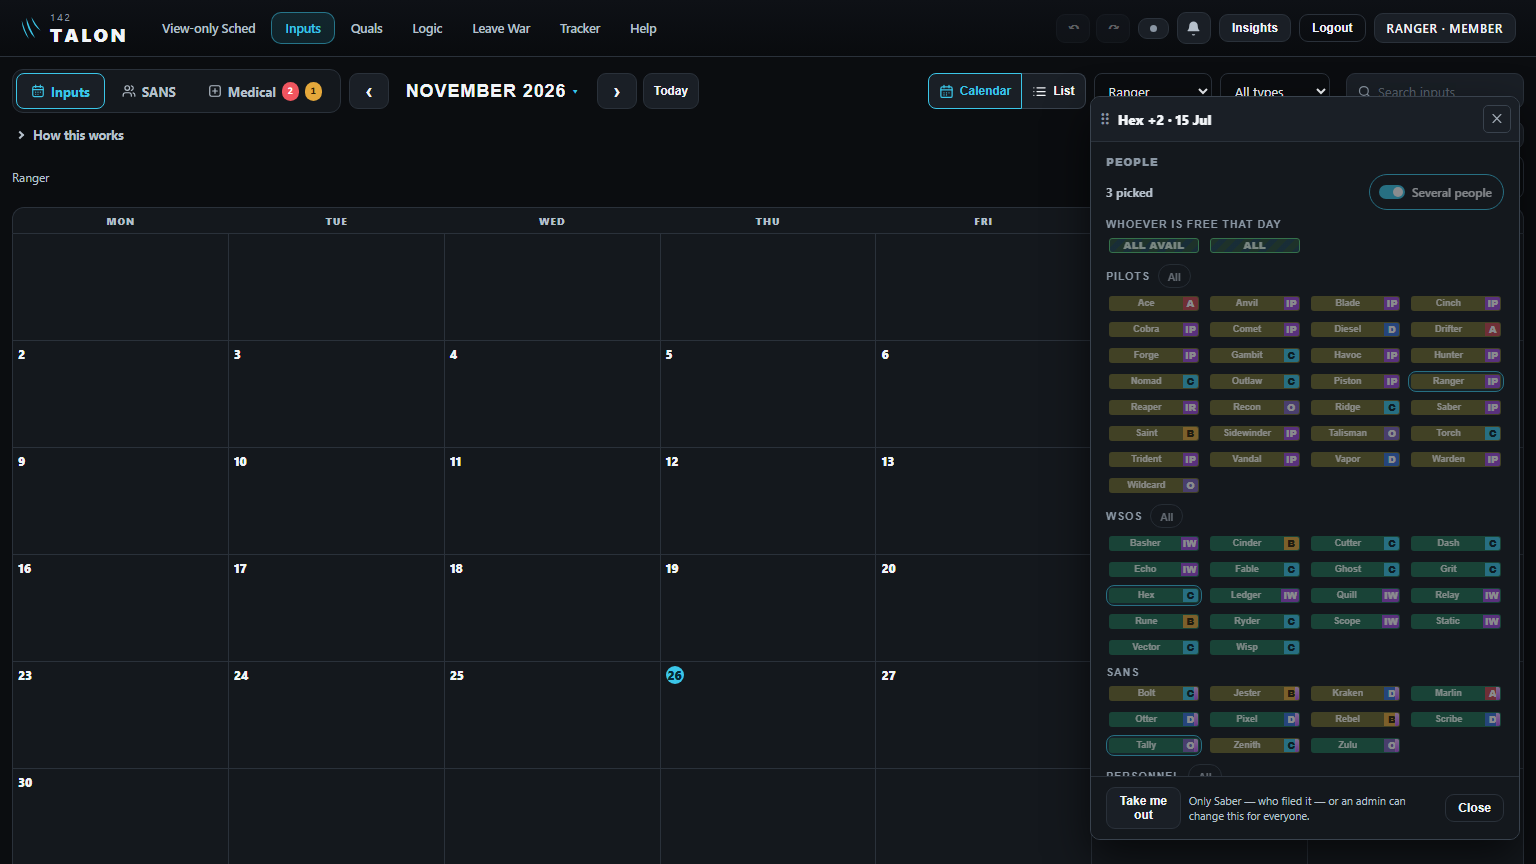 142
TALON
View-only Sched
Inputs
Quals
Logic
Leave War
Tracker
Help
Insights
Logout
RANGER · MEMBER
Inputs
SANS
Medical 2 1
‹
NOVEMBER 2026
›
Today
Calendar
List
Ranger
All types
Search inputs
How this works
Ranger
MON TUE WED THU FRI
2 3 4 5 6
9 10 11 12 13
16 17 18 19 20
23 24 25 26 27
30
Hex +2 · 15 Jul
PEOPLE
3 picked
Several people
WHOEVER IS FREE THAT DAY
ALL AVAIL ALL
PILOTS All
Ace A Anvil IP Blade IP Cinch IP
Cobra IP Comet IP Diesel D Drifter A
Forge IP Gambit C Havoc IP Hunter IP
Nomad C Outlaw C Piston IP Ranger IP
Reaper IR Recon O Ridge C Saber IP
Saint B Sidewinder IP Talisman O Torch C
Trident IP Vandal IP Vapor D Warden IP
Wildcard O
WSOS All
Basher IW Cinder B Cutter C Dash C
Echo IW Fable C Ghost C Grit C
Hex C Ledger IW Quill IW Relay IW
Rune B Ryder C Scope IW Static IW
Vector C Wisp C
SANS
Bolt C Jester B Kraken D Marlin A
Otter D Pixel D Rebel B Scribe D
Tally O Zenith C Zulu O
PERSONNEL All
Take me out
Only Saber — who filed it — or an admin can
change this for everyone.
Close